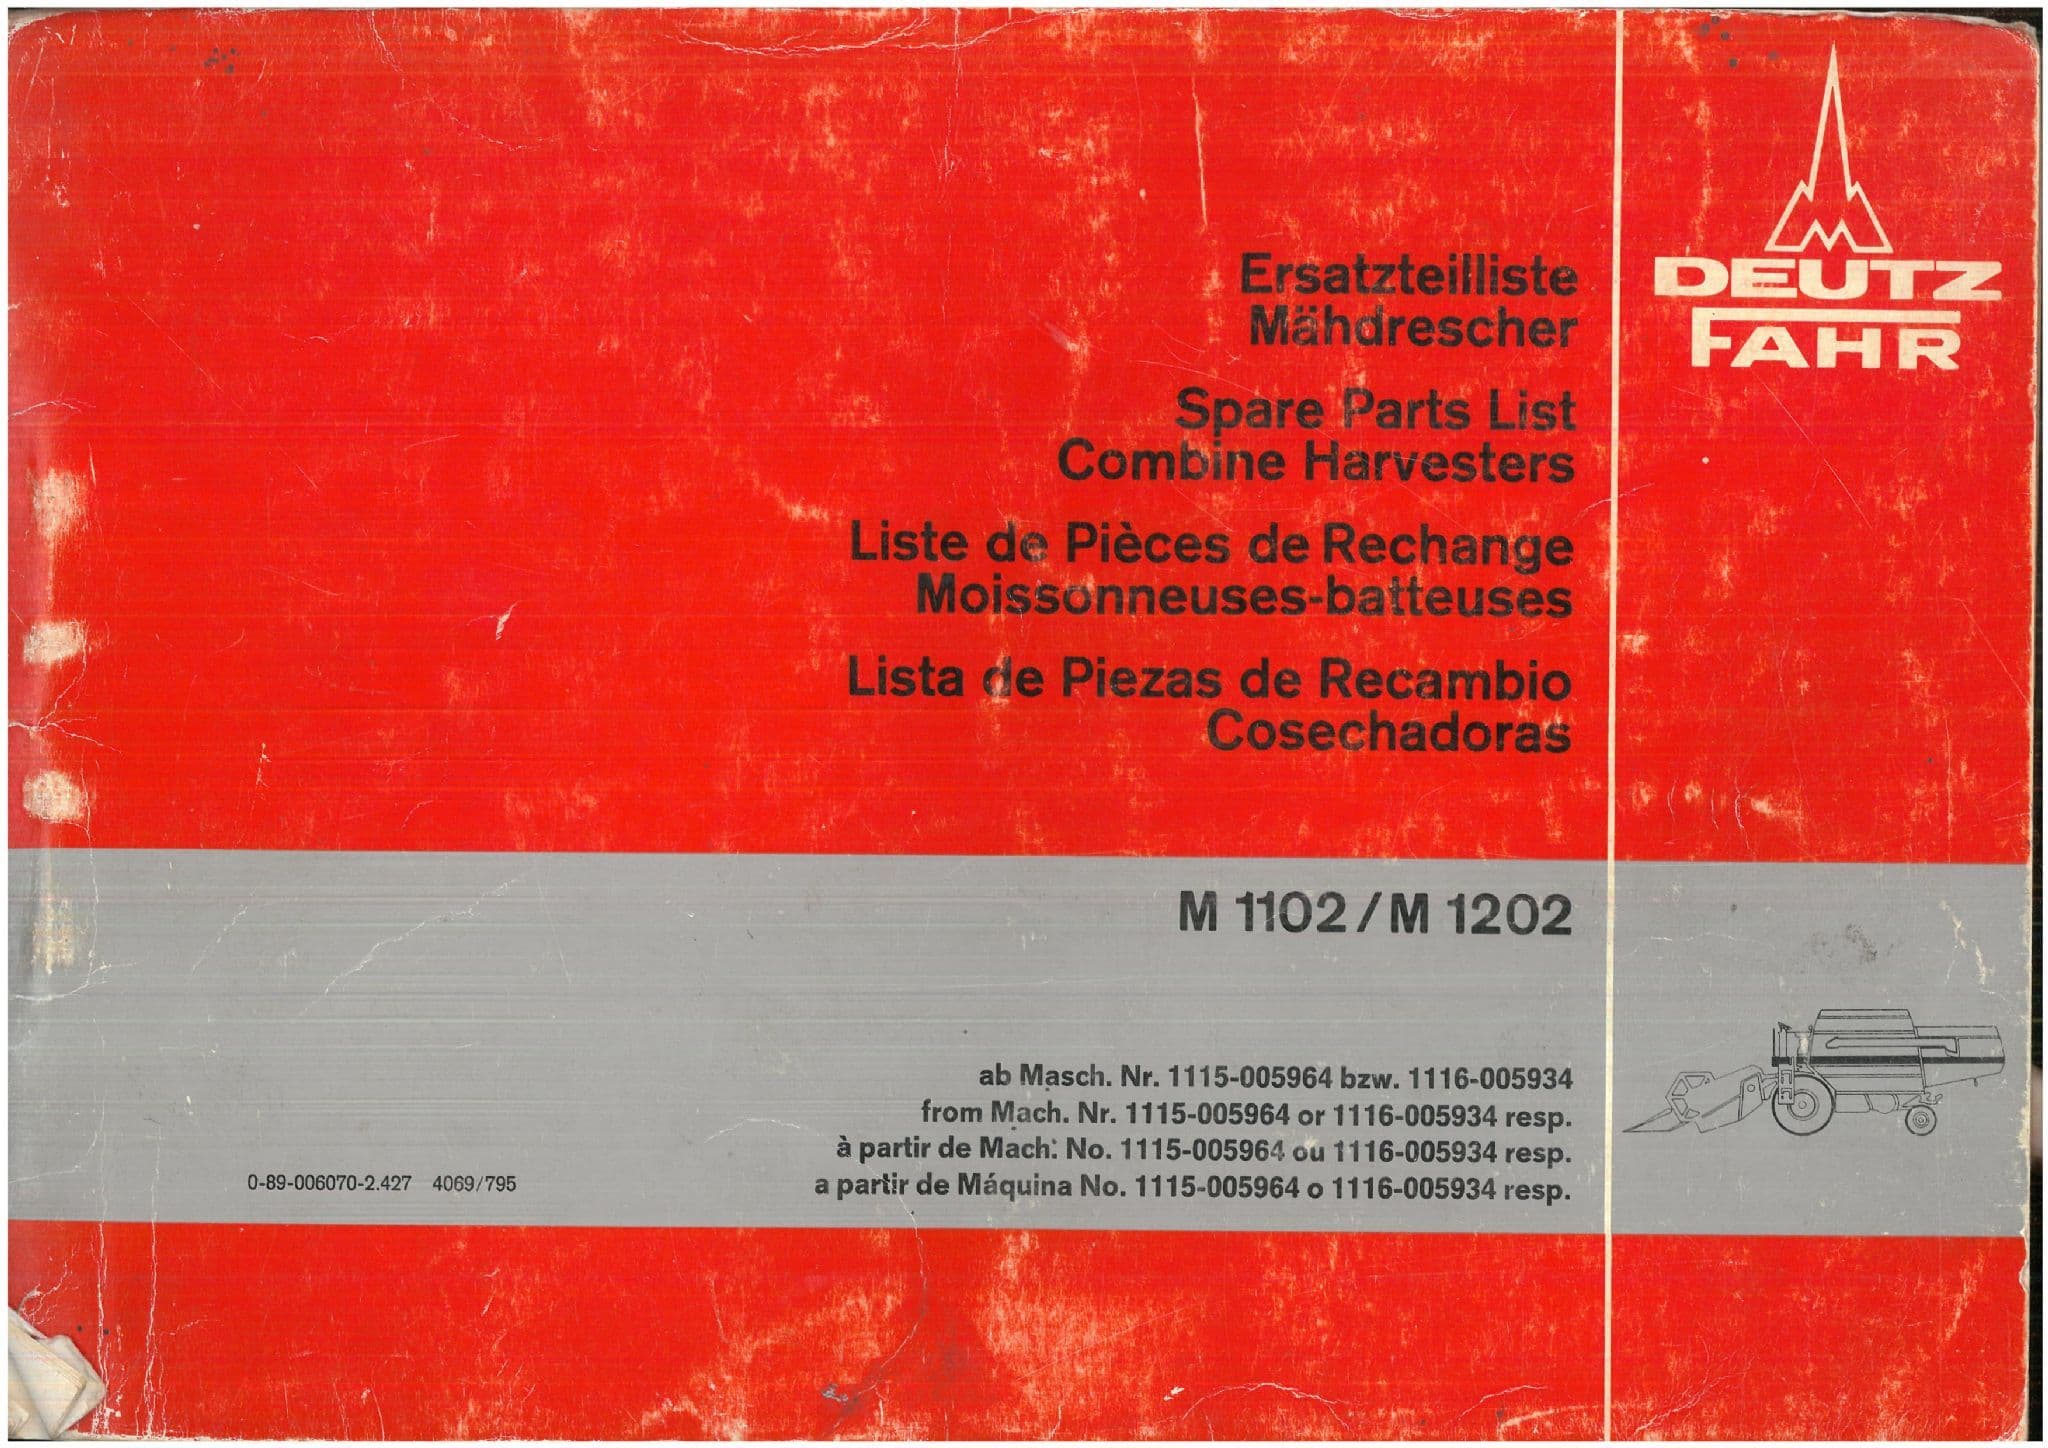 Ersatzteilliste
Mähdrescher
Spare Parts List
Combine Harvesters
Liste de Pièces de Rechange
Moissonneuses-batteuses
Lista de Piezas de Recambio
Cosechadoras
DEUTZ
FAHR
M 1102 / M 1202
ab Masch. Nr. 1115-005964 bzw. 1116-005934
from Mach. Nr. 1115-005964 or 1116-005934 resp.
à partir de Mach. No. 1115-005964 ou 1116-005934 resp.
a partir de Máquina No. 1115-005964 o 1116-005934 resp.
0-89-006070-2.427 4069/795